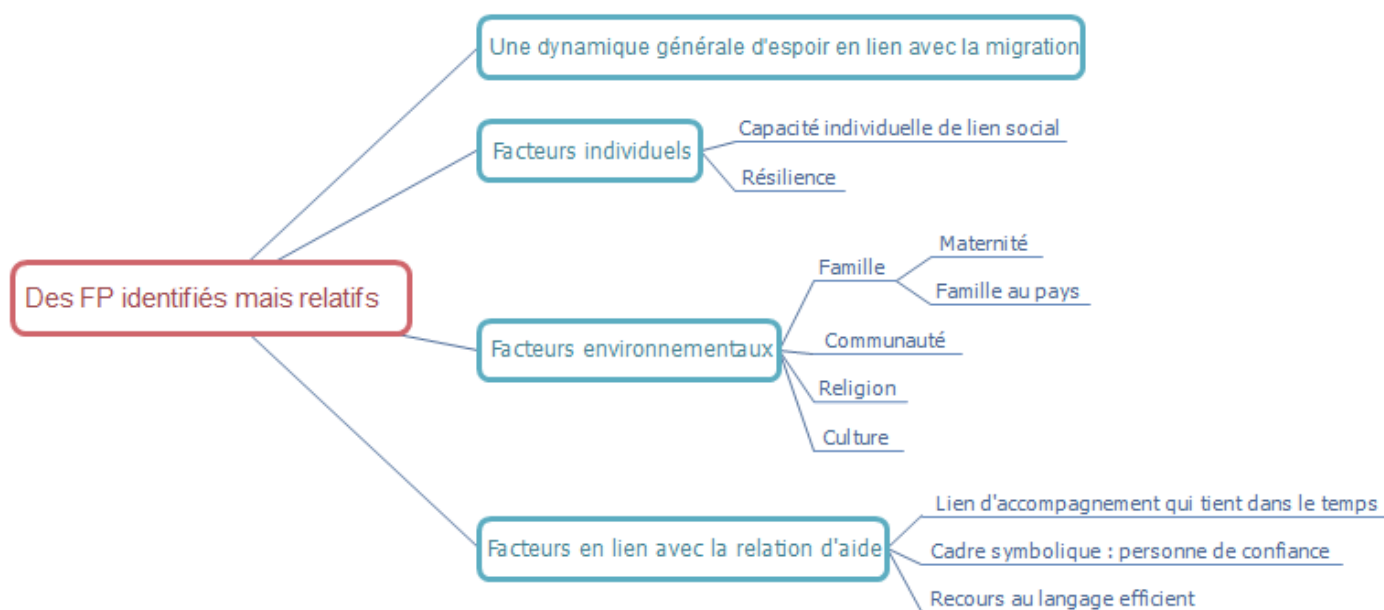 Une dynamique générale d'espoir en lien avec la migration
Facteurs individuels
Capacité individuelle de lien social
Résilience
Des FP identifiés mais relatifs
Facteurs environnementaux
Famille
Maternité
Famille au pays
Communauté
Religion
Culture
Facteurs en lien avec la relation d'aide
Lien d'accompagnement qui tient dans le temps
Cadre symbolique : personne de confiance
Recours au langage efficient